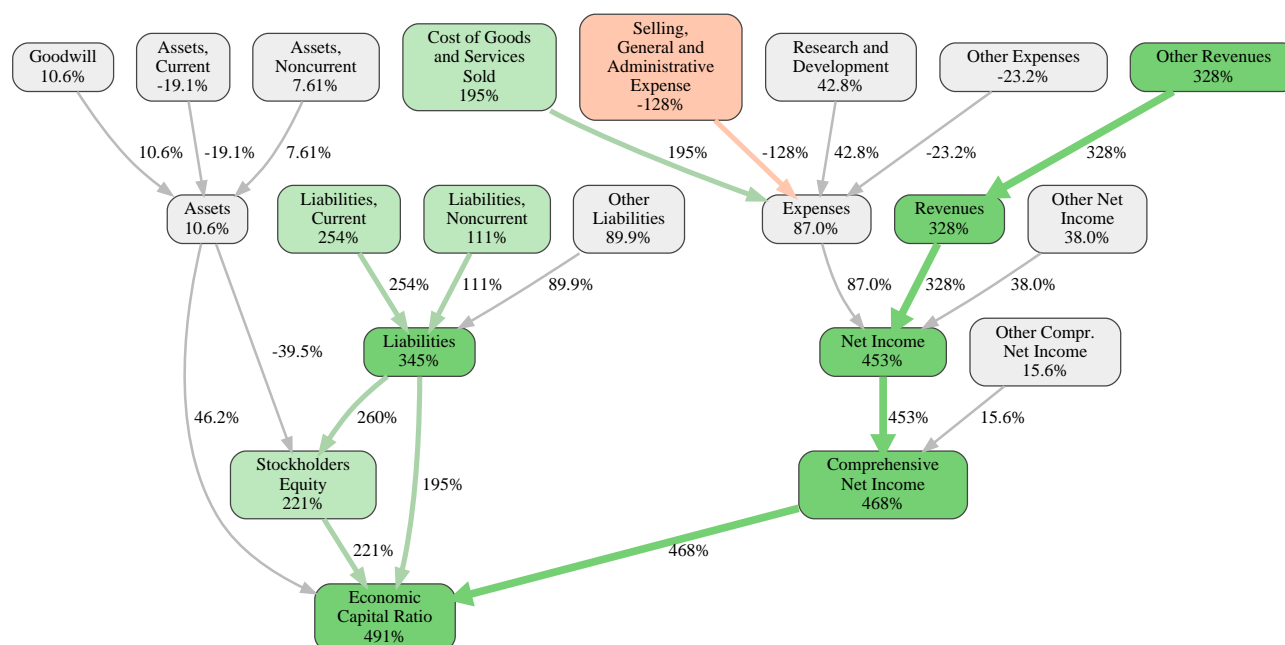 Goodwill
10.6%
Assets,
Current
-19.1%
Assets,
Noncurrent
7.61%
Cost of Goods
and Services
Sold
195%
Selling,
General and
Administrative
Expense
-128%
Research and
Development
42.8%
Other Expenses
-23.2%
Other Revenues
328%
10.6%
-19.1%
7.61%
195%
-128%
42.8%
-23.2%
328%
Assets
10.6%
Liabilities,
Current
254%
Liabilities,
Noncurrent
111%
Other
Liabilities
89.9%
Expenses
87.0%
Revenues
328%
Other Net
Income
38.0%
254%
111%
89.9%
87.0%
328%
38.0%
-39.5%
Liabilities
345%
Net Income
453%
Other Compr.
Net Income
15.6%
46.2%
260%
453%
15.6%
Stockholders
Equity
221%
195%
Comprehensive
Net Income
468%
221%
468%
Economic
Capital Ratio
491%